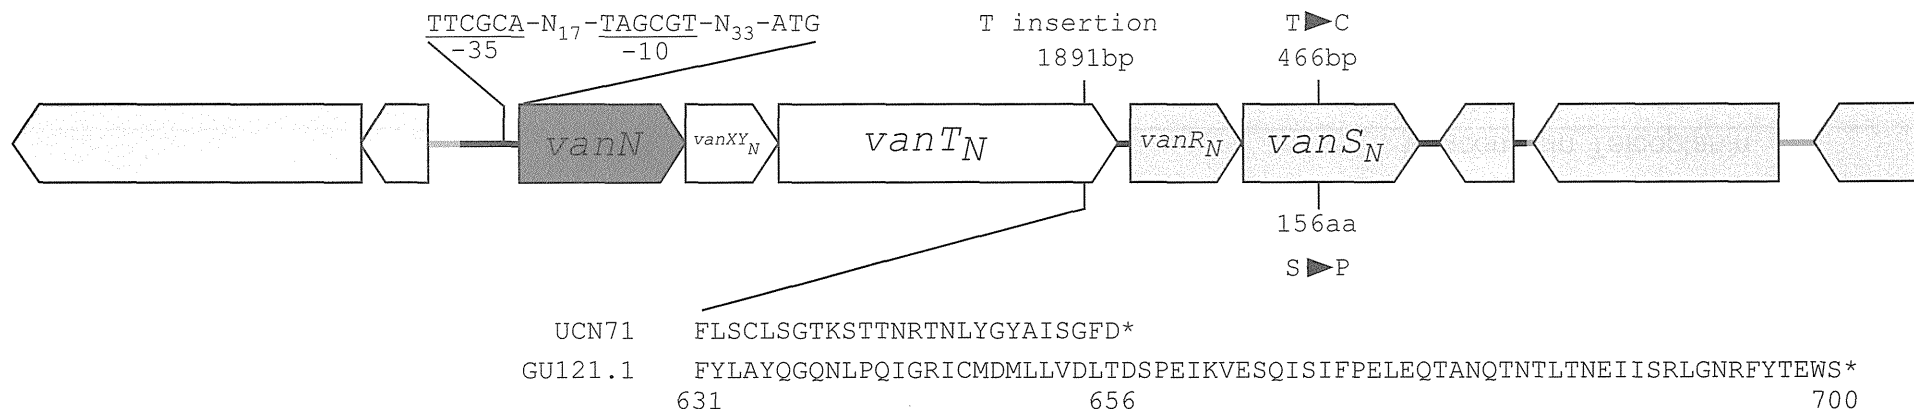 TTCGCA-N17-TAGCGT-N33-ATG
-35 -10
T insertion
1891bp
T▶C
466bp
vanN
vanXYN
vanTN
vanRN
vanSN
156aa
S▶P
UCN71 FLSCLSGTKSTTNRTNLYGYAISGFD*
GU121.1 FYLAYQGQNLPQIGRICMDMLLVDLTDSPEIKVESQISIFPELEQTANQTNTLTNEIISRLGNRFYTEWS*
631 656 700